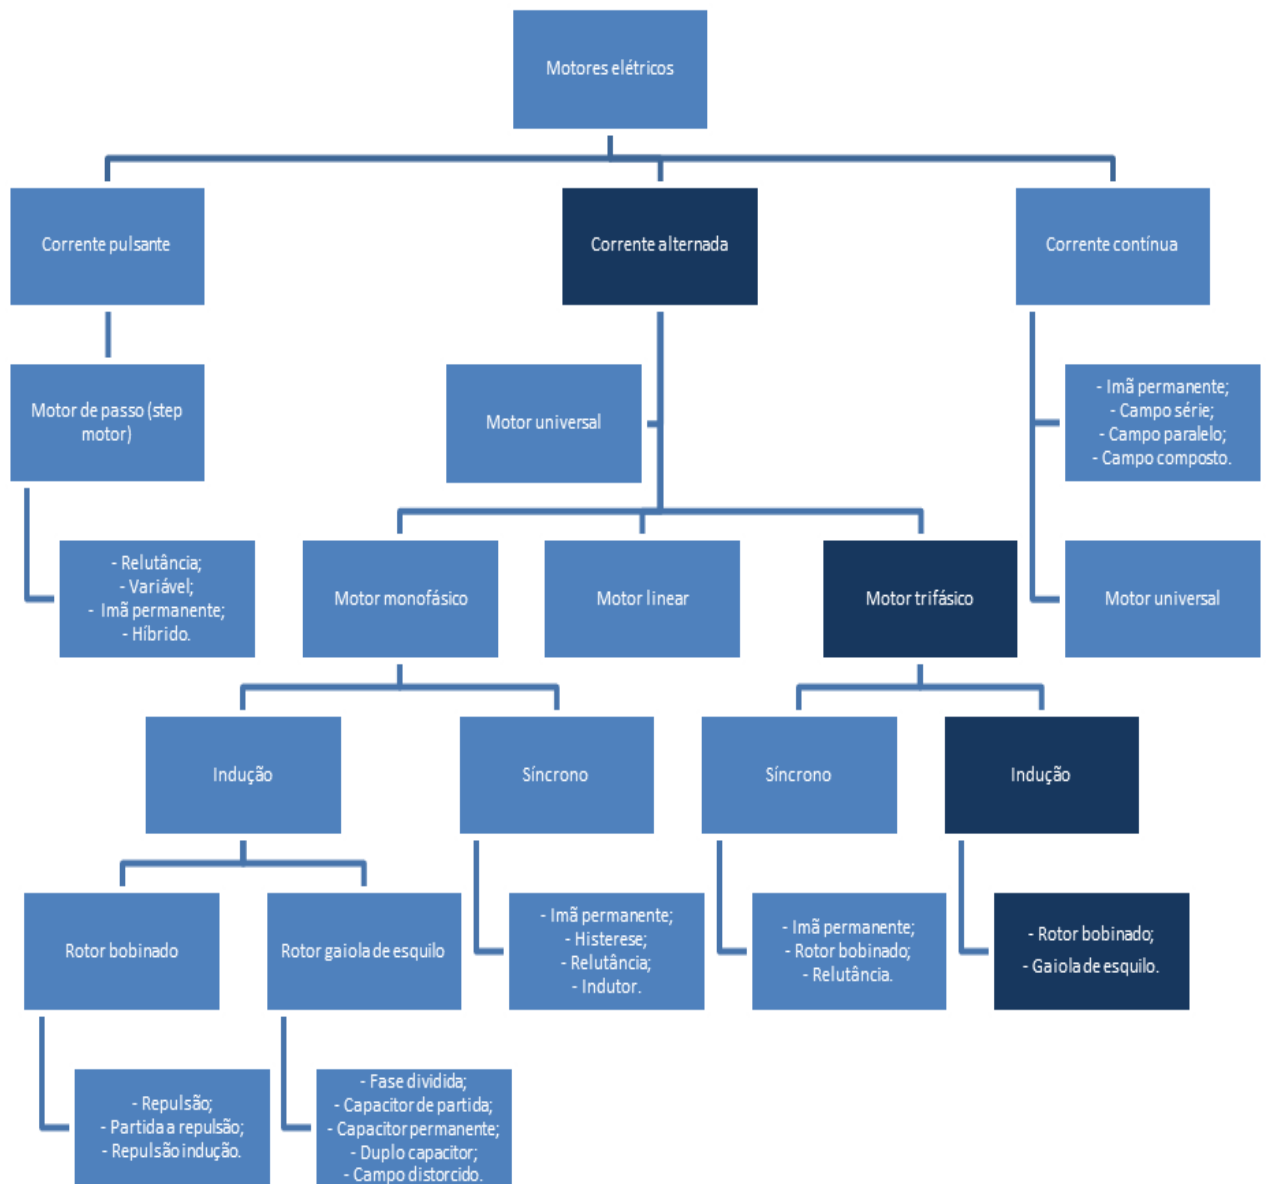 Motores elétricos
Corrente pulsante
Corrente alternada
Corrente contínua
Motor de passo (step
motor)
Motor universal
- Imã permanente;
- Campo série;
- Campo paralelo;
- Campo composto.
- Relutância;
- Variável;
- Imã permanente;
- Híbrido.
Motor monofásico
Motor linear
Motor trifásico
Motor universal
Indução
Síncrono
Síncrono
Indução
Rotor bobinado
Rotor gaiola de esquilo
- Imã permanente;
- Histerese;
- Relutância;
- Indutor.
- Imã permanente;
- Rotor bobinado;
- Relutância.
- Rotor bobinado;
- Gaiola de esquilo.
- Repulsão;
- Partida a repulsão;
- Repulsão indução.
- Fase dividida;
- Capacitor de partida;
- Capacitor permanente;
- Duplo capacitor;
- Campo distorcido.